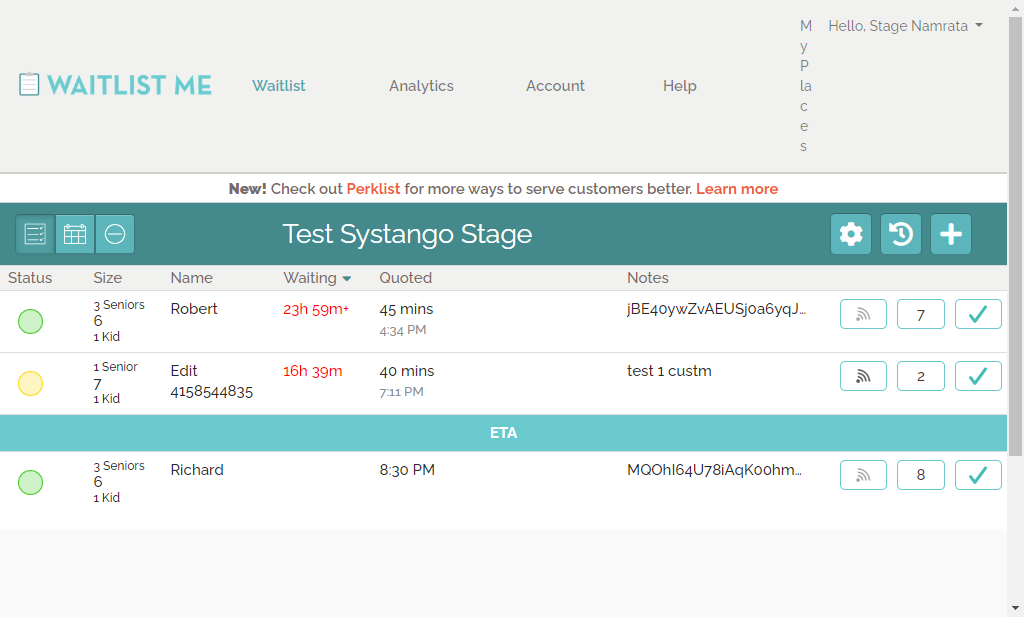 My Places
Hello, Stage Namrata
WAITLIST ME
Waitlist
Analytics
Account
Help
New! Check out Perklist for more ways to serve customers better. Learn more
Test Systango Stage
Status Size Name Waiting Quoted Notes
3 Seniors
6
1 Kid
Robert
23h 59m+
45 mins
4:34 PM
jBE40ywZvAEUSj0a6yqJ...
7
1 Senior
7
1 Kid
Edit
4158544835
16h 39m
40 mins
7:11 PM
test 1 custm
2
ETA
3 Seniors
6
1 Kid
Richard
8:30 PM
MQOhI64U78iAqK00hm...
8